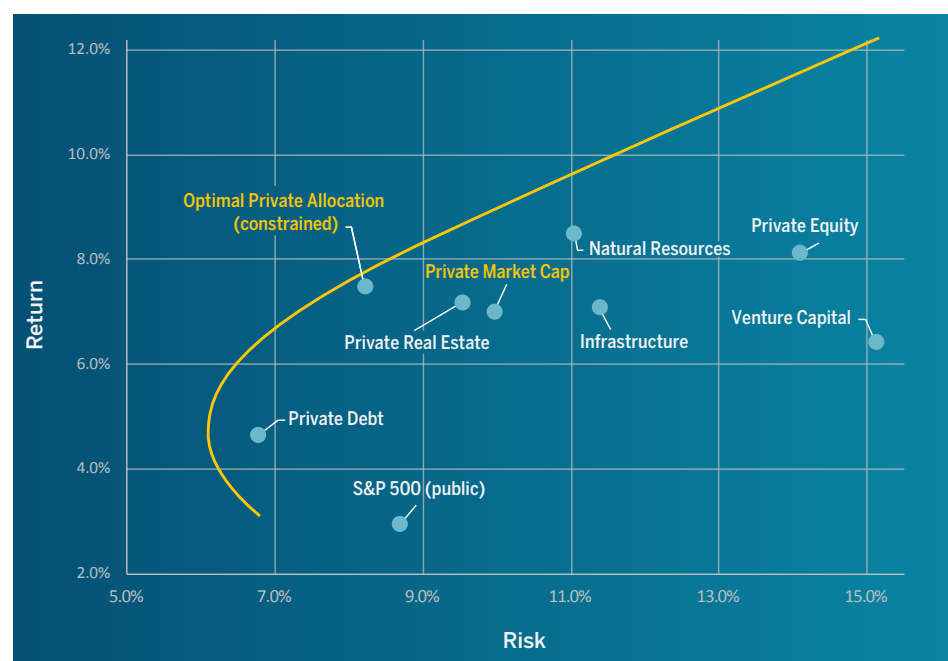 12.0%
10.0%
Optimal Private Allocation
(constrained)
Private Equity
Natural Resources
8.0%
Private Market Cap
Venture Capital
Private Real Estate
Infrastructure
Return
6.0%
Private Debt
4.0%
S&P 500 (public)
2.0%
5.0%
7.0%
9.0%
11.0%
13.0%
15.0%
Risk